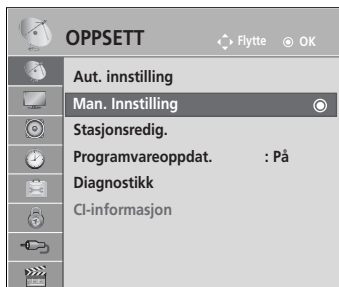 OPPSETT
Flytte OK
Aut. innstilling
Man. Innstilling
Stasjonsredig.
Programvareoppdat. : På
Diagnostikk
CI-informasjon